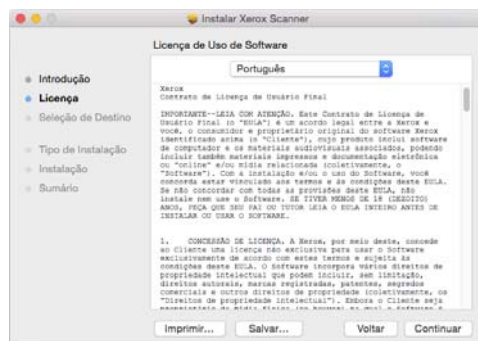 Instalar Xerox Scanner
Licença de Uso de Software
Português
Introdução
Licença
Seleção de Destino
Tipo de Instalação
Instalação
Sumário
Xerox
Contrato de Licença de Usuário Final
IMPORTANTE--LEIA COM ATENÇÃO. Este Contrato de Licença de
Usuário Final (o "EULA") é um acordo legal entre a Xerox e
você, o consumidor e proprietário original do software Xerox
identificado acima (o "Cliente"), cujo produto inclui software
de computador e os materiais audiovisuais associados, podendo
incluir também materiais impressos e documentação eletrônica
ou "online" e/ou mídia relacionada (coletivamente, o
"Software"). Com a instalação e/ou o uso do Software, você
concorda estar vinculado aos termos e às condições deste EULA.
Se não concordar com todas as provisões deste EULA, não
instale nem use o Software. SE TIVER MENOS DE 18 (DEZOITO)
ANOS, PEÇA QUE SEU PAI OU TUTOR LEIA O EULA INTEIRO ANTES DE
INSTALAR OU USAR O SOFTWARE.
1. CONCESSÃO DE LICENÇA. A Xerox, por meio deste, concede
ao Cliente uma licença não exclusiva para usar o Software
exclusivamente de acordo com estes termos e sujeita às
condições deste EULA. O Software incorpora vários direitos de
propriedade intelectual que podem incluir, sem limitação,
direitos autorais, marcas registradas, patentes, segredos
comerciais e outros direitos de propriedade (coletivamente, os
"Direitos de propriedade intelectual"). Embora o Cliente seja
Imprimir...
Salvar...
Voltar
Continuar